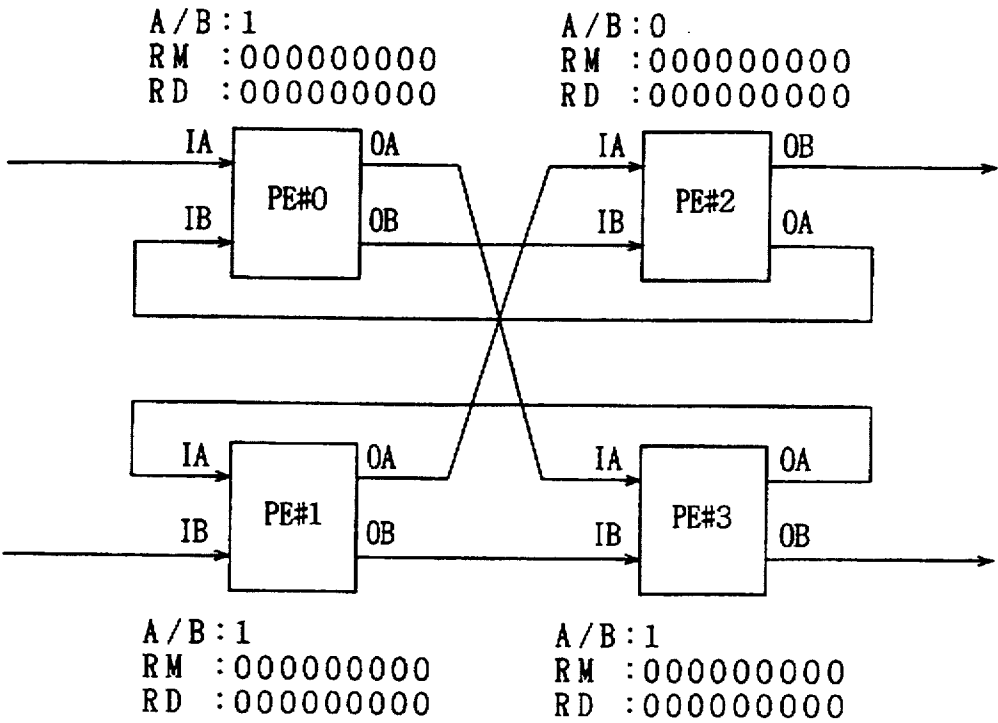 A/B:1
RM :000000000
RD :000000000
A/B:0
RM :000000000
RD :000000000
IA
OA
IB
OB
PE#0
IA
OB
IB
OA
PE#2
IA
OA
IB
OB
PE#1
IA
OA
IB
OB
PE#3
A/B:1
RM :000000000
RD :000000000
A/B:1
RM :000000000
RD :000000000